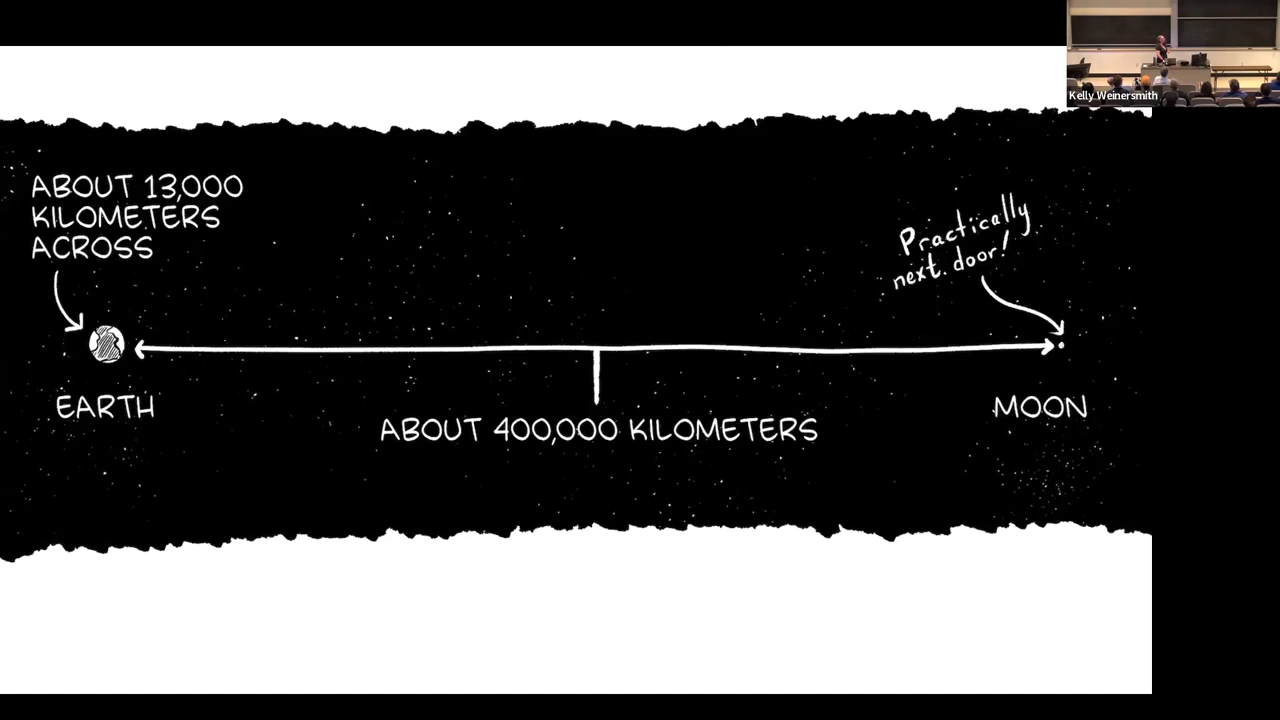 Kelly Weinersmith
ABOUT 13,000
KILOMETERS
ACROSS
Practically
next door!
EARTH
MOON
ABOUT 400,000 KILOMETERS